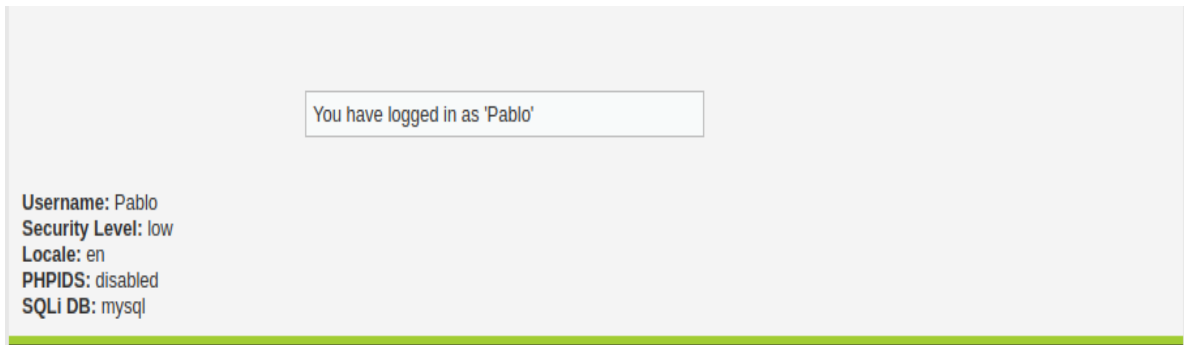 You have logged in as 'Pablo'
Username: Pablo
Security Level: low
Locale: en
PHPIDS: disabled
SQLi DB: mysql